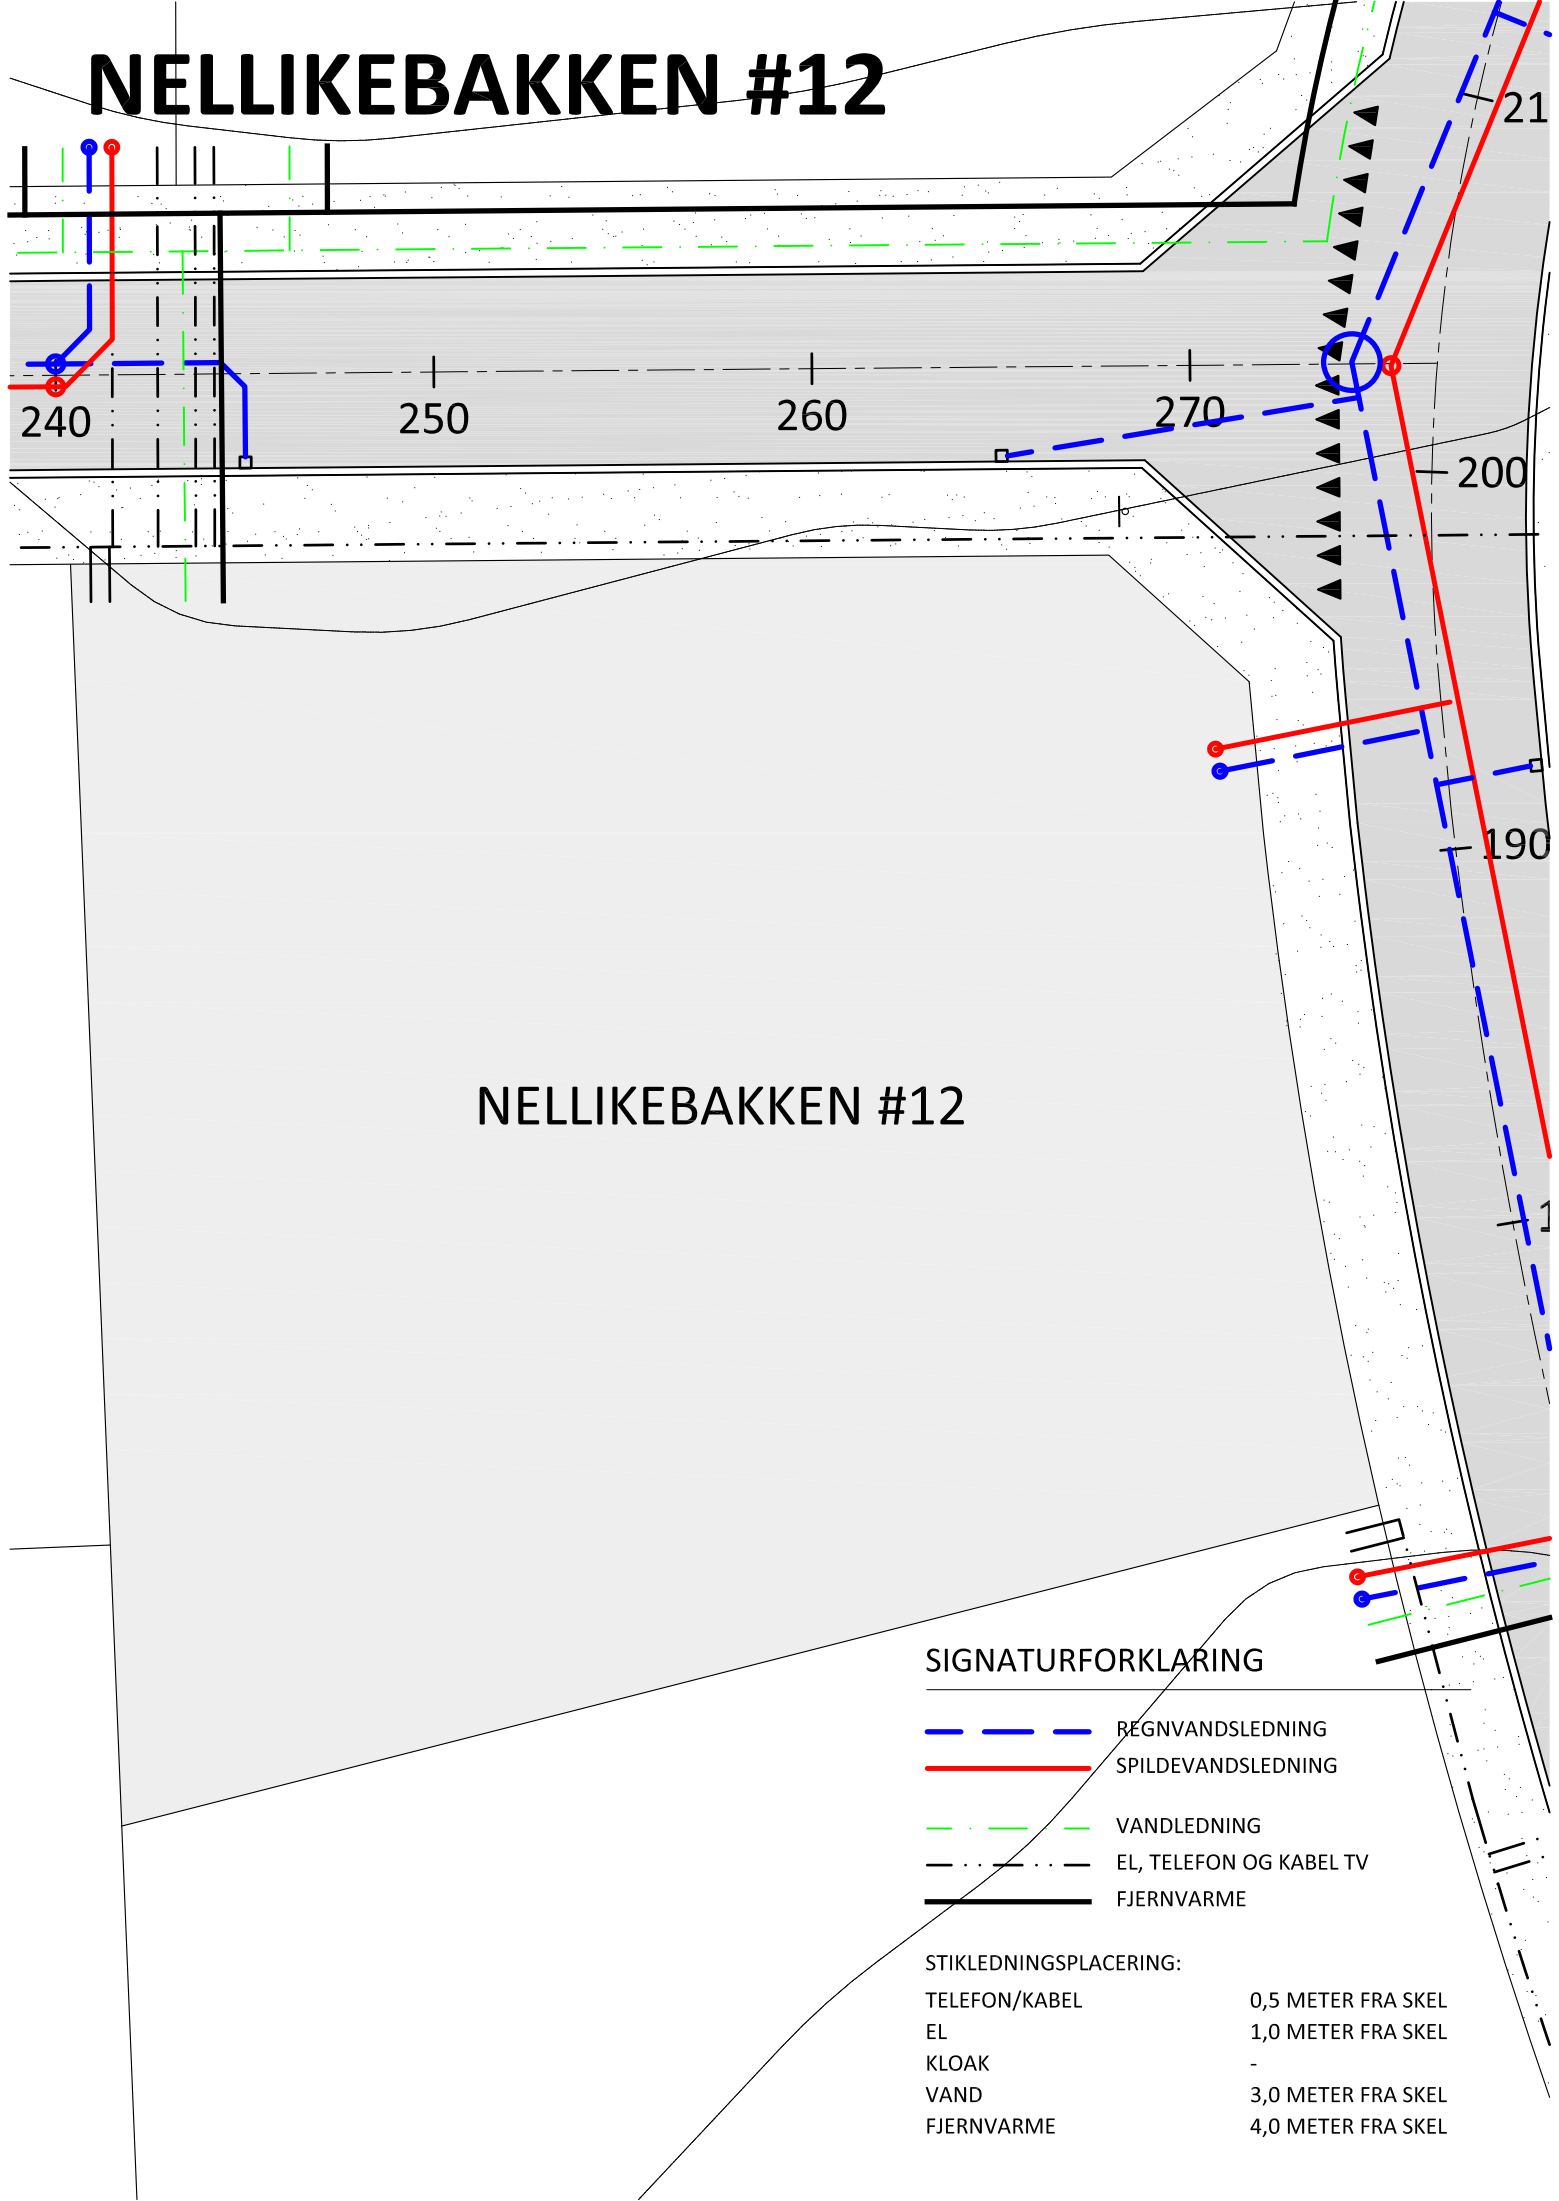 NELLIKEBAKKEN #12
21
240
250
260
270
200
190
1
NELLIKEBAKKEN #12
SIGNATURFORKLARING
REGNVANDSLEDNING
SPILDEVANDSLEDNING
VANDLEDNING
EL, TELEFON OG KABEL TV
FJERNVARME
STIKLEDNINGSPLACERING:
TELEFON/KABEL 0,5 METER FRA SKEL
EL 1,0 METER FRA SKEL
KLOAK -
VAND 3,0 METER FRA SKEL
FJERNVARME 4,0 METER FRA SKEL